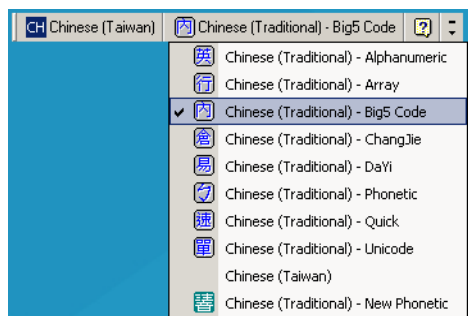 CH Chinese (Taiwan) 內 Chinese (Traditional) - Big5 Code ?
英 Chinese (Traditional) - Alphanumeric
行 Chinese (Traditional) - Array
內 Chinese (Traditional) - Big5 Code
倉 Chinese (Traditional) - ChangJie
易 Chinese (Traditional) - DaYi
ㄅ Chinese (Traditional) - Phonetic
速 Chinese (Traditional) - Quick
單 Chinese (Traditional) - Unicode
Chinese (Taiwan)
Chinese (Traditional) - New Phonetic